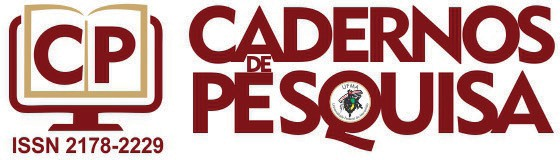 CP
ISSN 2178-2229
CADERNOS
DE
PESQUISA
UFMA